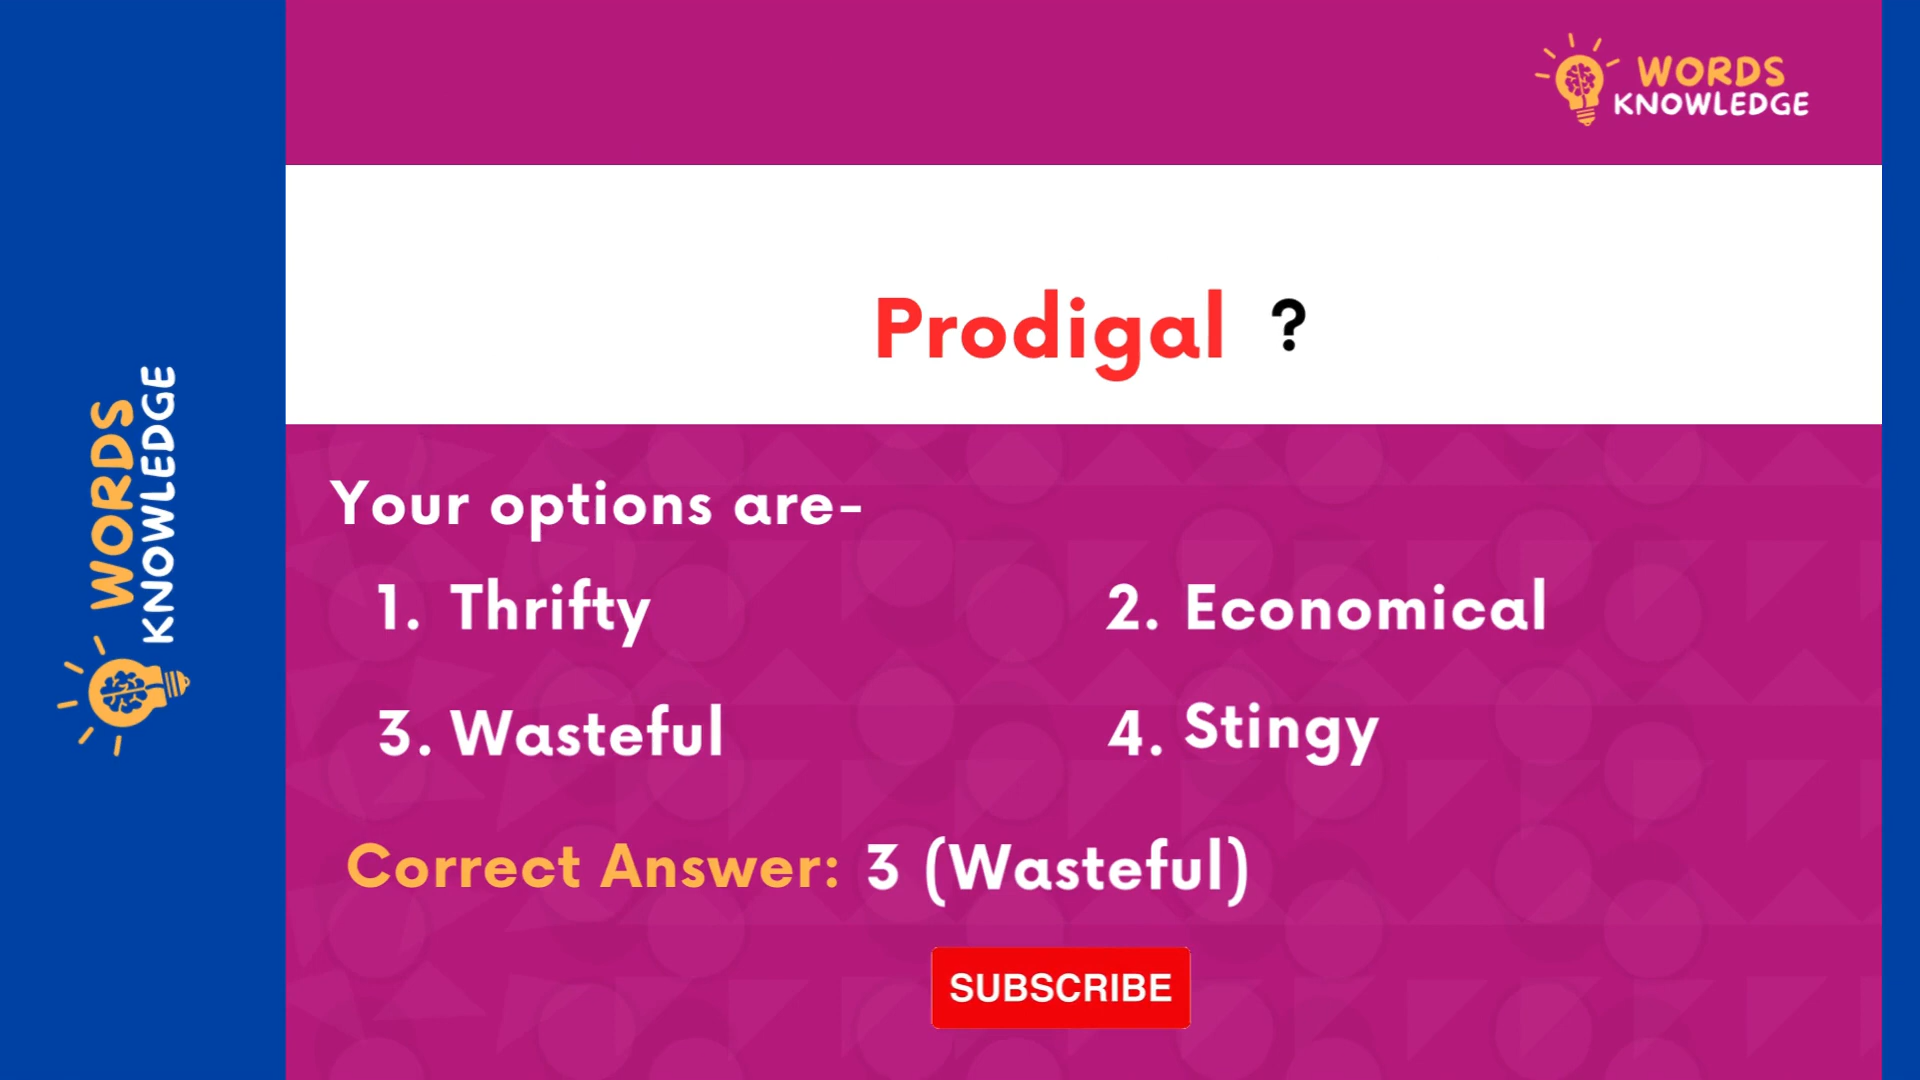 WORDS
KNOWLEDGE
Prodigal ?
WORDS
KNOWLEDGE
Your options are-
1. Thrifty
2. Economical
3. Wasteful
4. Stingy
Correct Answer: 3 (Wasteful)
SUBSCRIBE